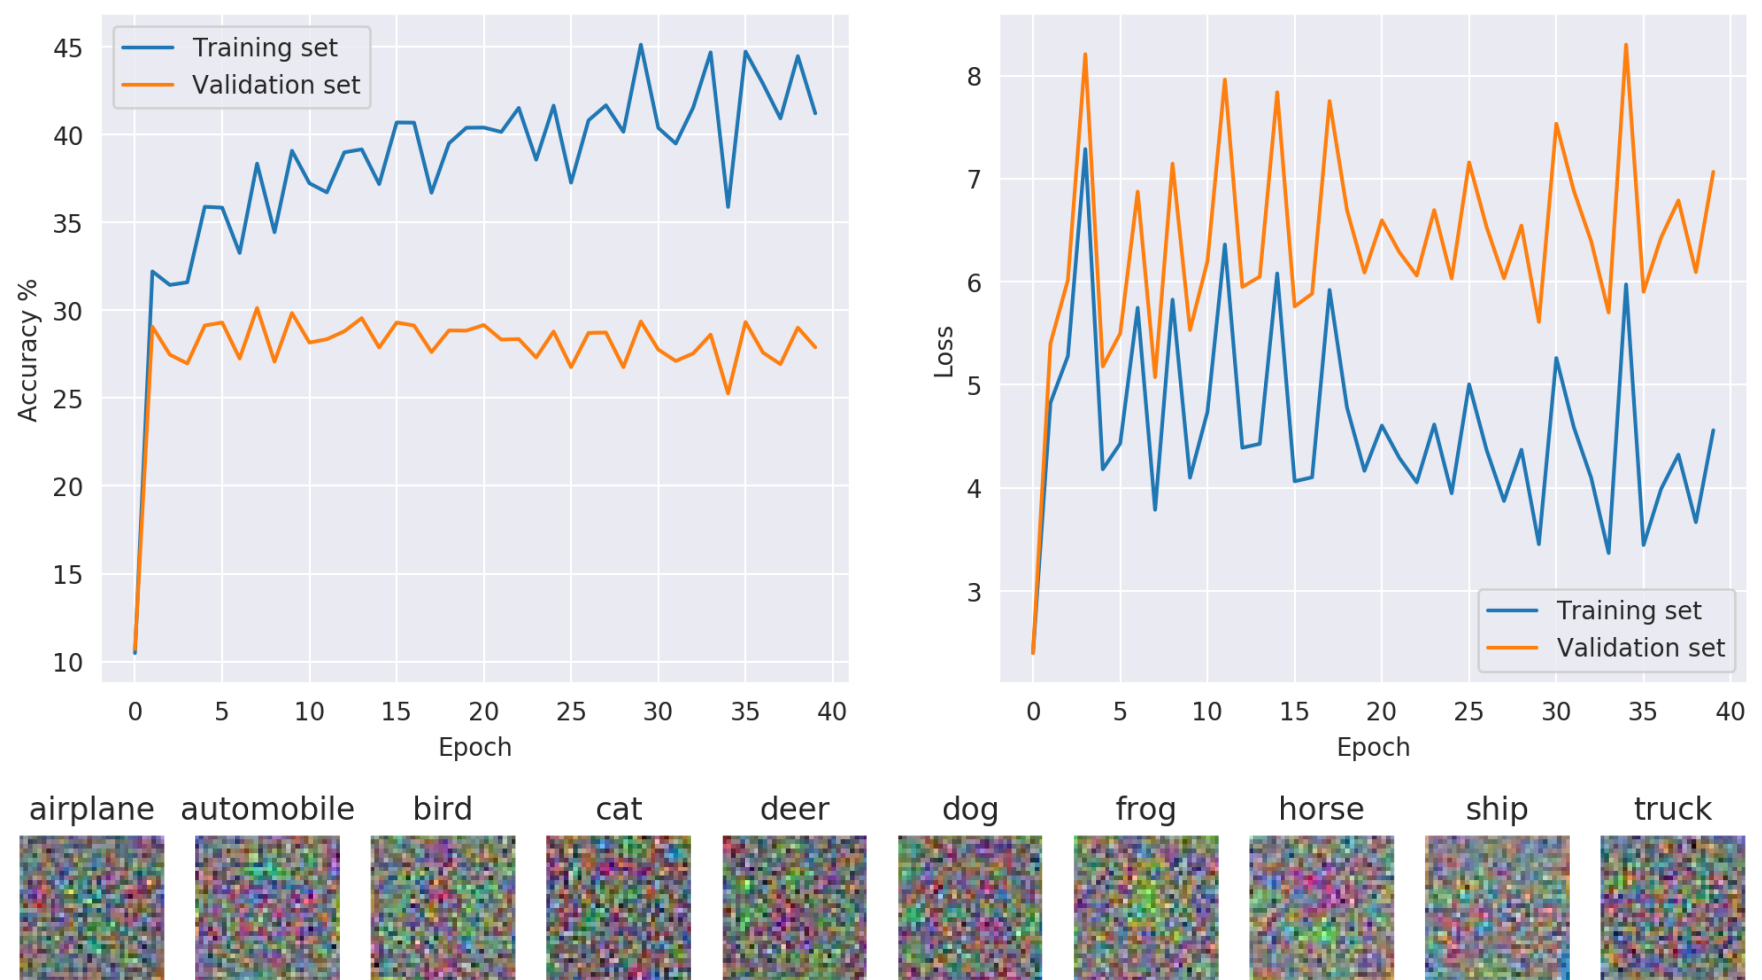 45
40
35
30
25
20
15
10
Accuracy %
Training set
Validation set
0 5 10 15 20 25 30 35 40
Epoch
8
7
6
5
4
3
Loss
Training set
Validation set
0 5 10 15 20 25 30 35 40
Epoch
airplane automobile bird cat deer dog frog horse ship truck